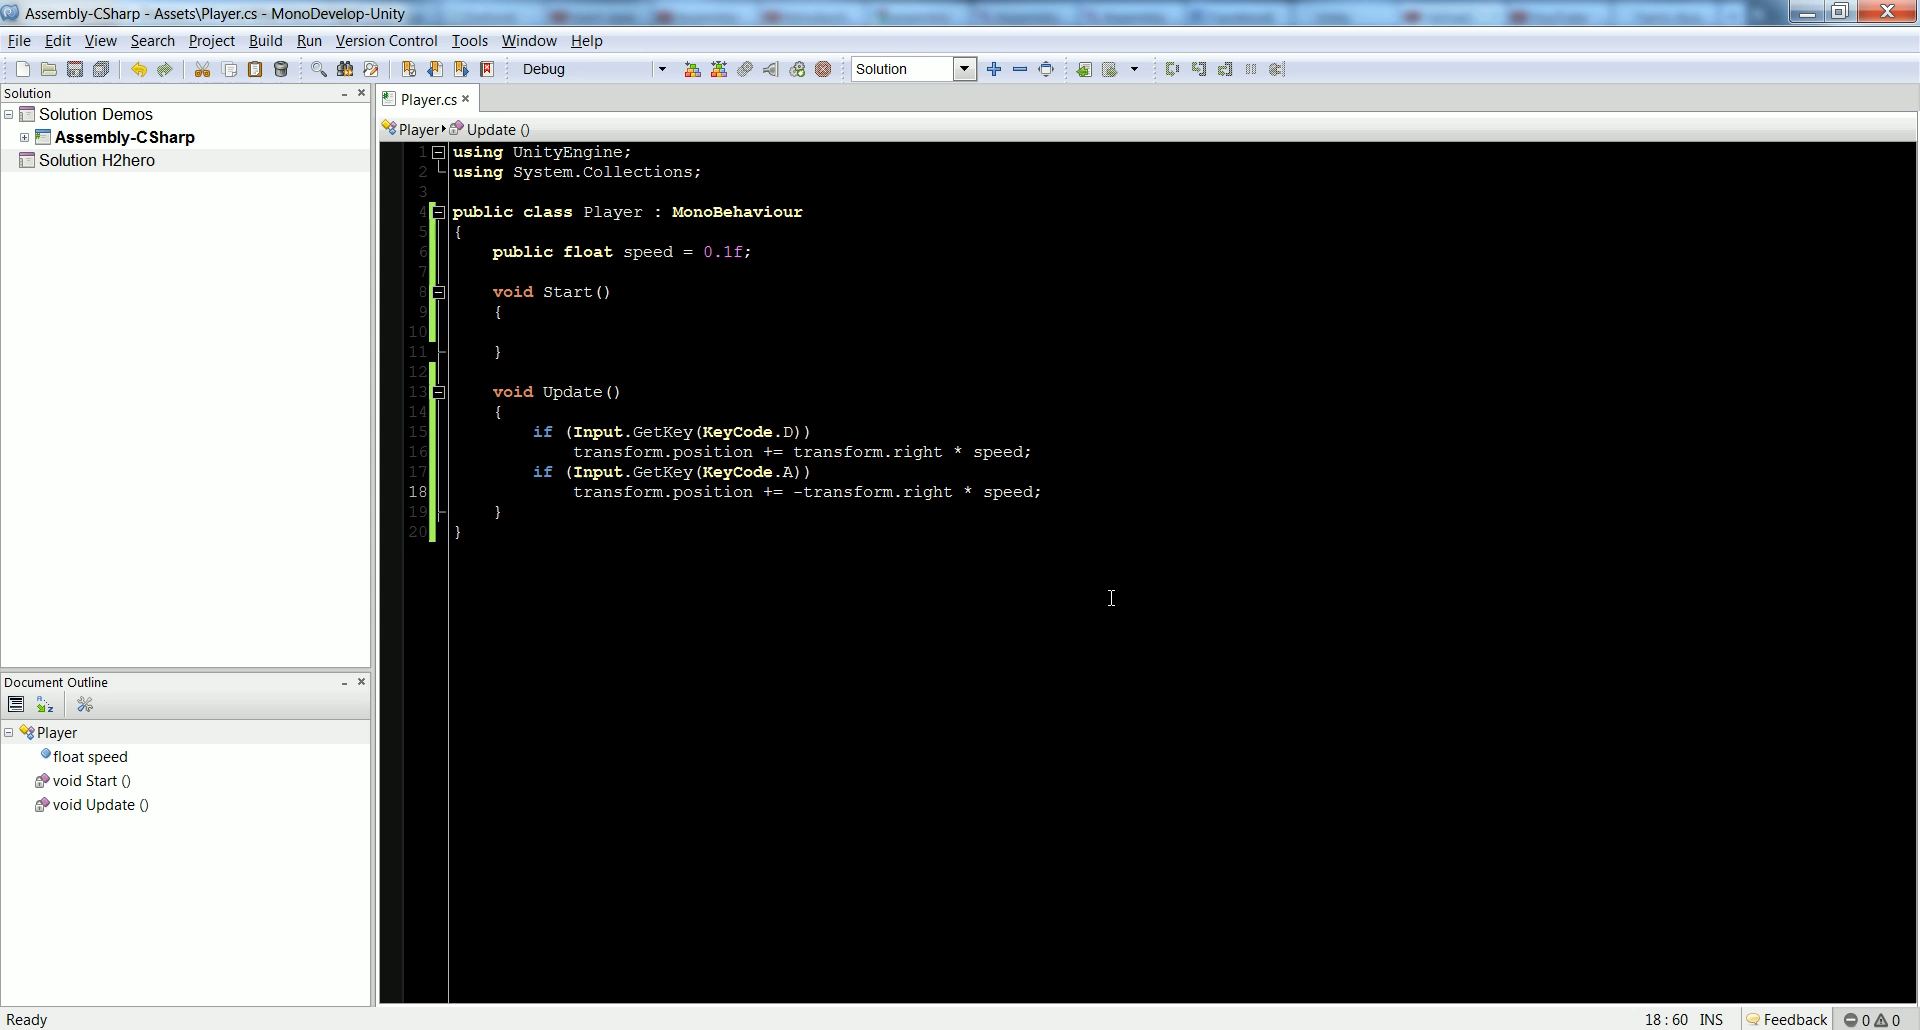 Assembly-CSharp - Assets\Player.cs - MonoDevelop-Unity
File Edit View Search Project Build Run Version Control Tools Window Help
Debug Solution
Solution
Solution Demos
Assembly-CSharp
Solution H2hero
Player.cs
Player Update ()
1 using UnityEngine;
2 using System.Collections;
3
4 public class Player : MonoBehaviour
5 {
6 public float speed = 0.1f;
7
8 void Start()
9 {
10
11 }
12
13 void Update()
14 {
15 if (Input.GetKey(KeyCode.D))
16 transform.position += transform.right * speed;
17 if (Input.GetKey(KeyCode.A))
18 transform.position += -transform.right * speed;
19 }
20 }
Document Outline
Player
float speed
void Start ()
void Update ()
Ready 18 : 60 INS Feedback 0 0